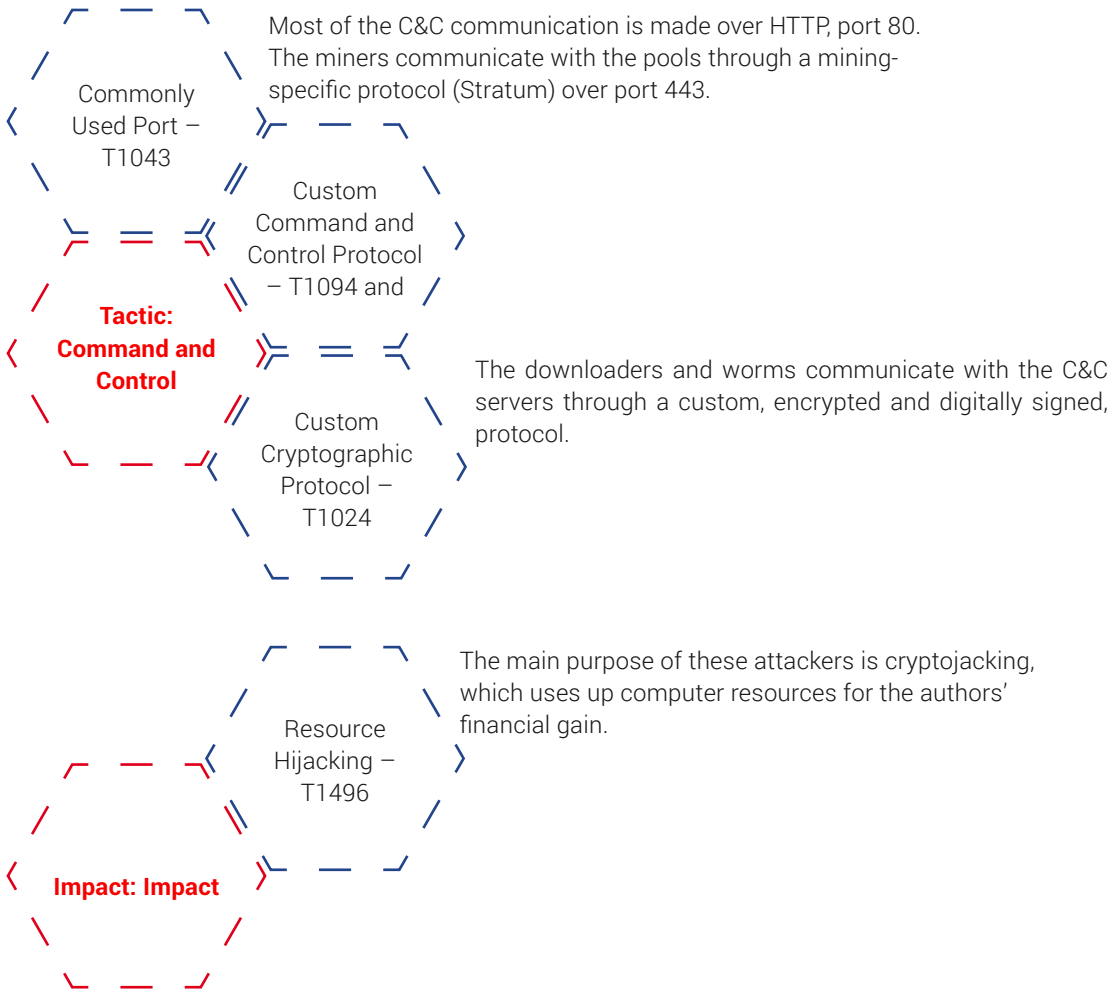 Most of the C&C communication is made over HTTP, port 80.
The miners communicate with the pools through a mining-
specific protocol (Stratum) over port 443.
Commonly
Used Port –
T1043
Custom
Command and
Control Protocol
– T1094 and
Tactic:
Command and
Control
The downloaders and worms communicate with the C&C
servers through a custom, encrypted and digitally signed,
protocol.
Custom
Cryptographic
Protocol –
T1024
The main purpose of these attackers is cryptojacking,
which uses up computer resources for the authors’
financial gain.
Resource
Hijacking –
T1496
Impact: Impact